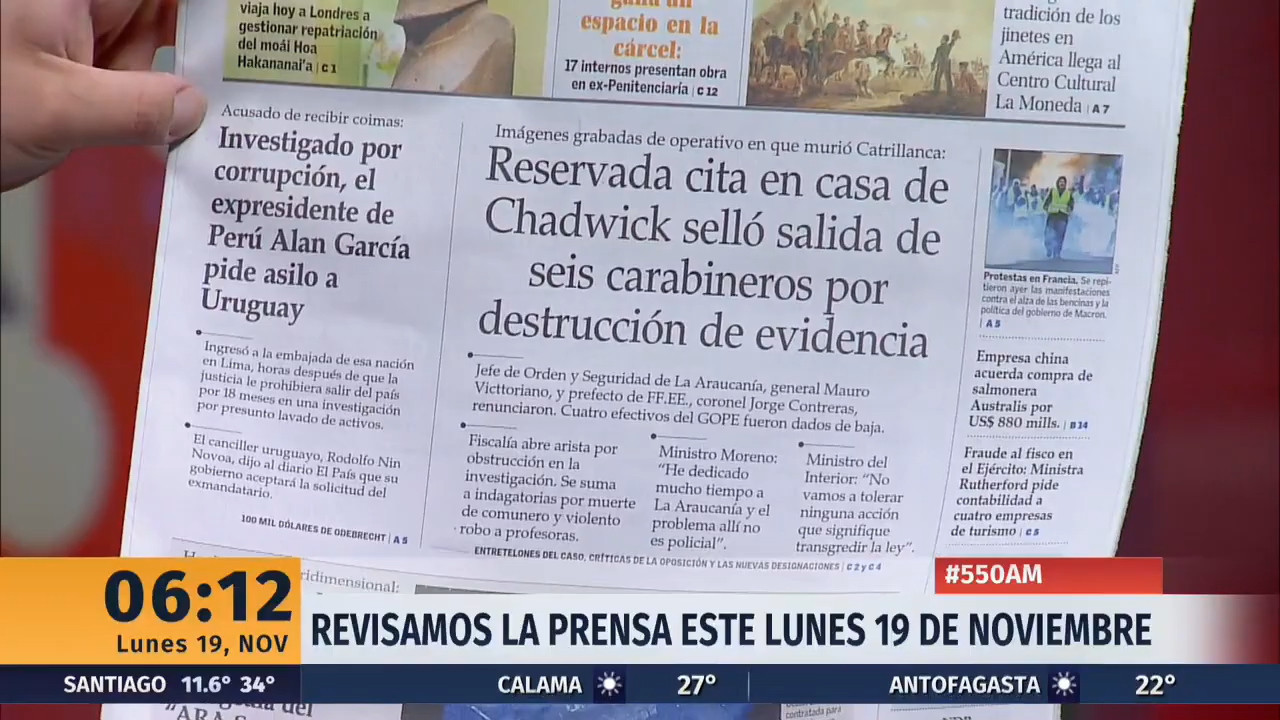 viaja hoy a Londres a
gestionar repatriación
del moái Hoa
Hakananai'a | C 1
espacio en la
cárcel:
17 internos presentan obra
en ex-Penitenciaría | C 12
tradición de los
jinetes en
América llega al
Centro Cultural
La Moneda | A 7
Acusado de recibir coimas:
Investigado por
corrupción, el
expresidente de
Perú Alan García
pide asilo a
Uruguay
Ingresó a la embajada de esa nación
en Lima, horas después de que la
justicia le prohibiera salir del país
por 18 meses en una investigación
por presunto lavado de activos.
El canciller uruguayo, Rodolfo Nin
Novoa, dijo al diario El País que su
gobierno aceptará la solicitud del
exmandatario.
100 MIL DÓLARES DE ODEBRECHT | A 5
Imágenes grabadas de operativo en que murió Catrillanca:
Reservada cita en casa de
Chadwick selló salida de
seis carabineros por
destrucción de evidencia
Jefe de Orden y Seguridad de La Araucanía, general Mauro
Victtoriano, y prefecto de FF.EE., coronel Jorge Contreras,
renunciaron. Cuatro efectivos del GOPE fueron dados de baja.
Fiscalía abre arista por
obstrucción en la
investigación. Se suma
a indagatorias por muerte
de comunero y violento
robo a profesoras.
Ministro Moreno:
"He dedicado
mucho tiempo a
La Araucanía y el
problema allí no
es policial".
Ministro del
Interior: "No
vamos a tolerar
ninguna acción
que signifique
transgredir la ley".
ENTRETELONES DEL CASO, CRÍTICAS DE LA OPOSICIÓN Y LAS NUEVAS DESIGNACIONES | C 2 y C 4
Protestas en Francia. Se repi-
tieron ayer las manifestaciones
contra el alza de las bencinas y la
política del gobierno de Macron.
| A 5
Empresa china
acuerda compra de
salmonera
Australis por
US$ 880 mills. | B 14
Fraude al fisco en
el Ejército: Ministra
Rutherford pide
contabilidad a
cuatro empresas
de turismo | C 5
ridimensional:
#550AM
06:12
Lunes 19, NOV
REVISAMOS LA PRENSA ESTE LUNES 19 DE NOVIEMBRE
SANTIAGO 11.6° 34°
CALAMA 27°
ANTOFAGASTA 22°
del
contratada para